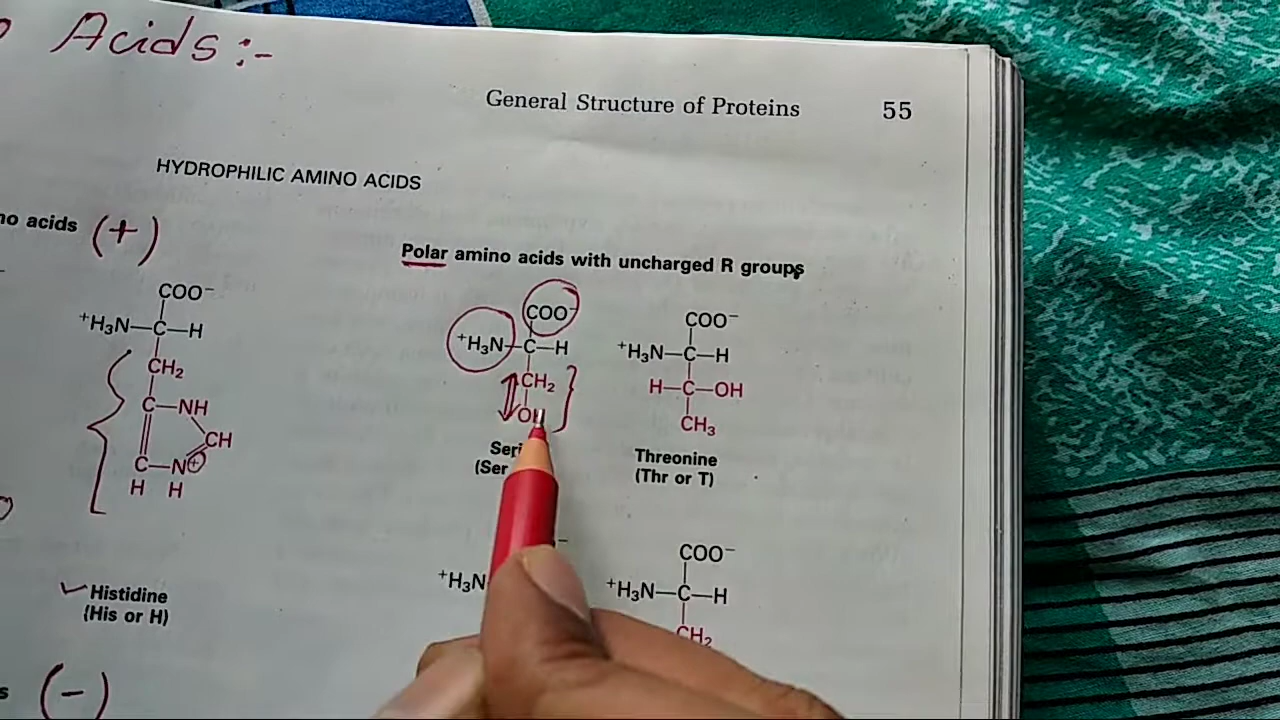 Acids :-
General Structure of Proteins 55
HYDROPHILIC AMINO ACIDS
acids (+)
Polar amino acids with uncharged R groups
COO⁻
⁺H₃N—C—H
CH₂
C—NH
CH
C—N⊕
H H
Histidine
(His or H)
COO⁻
⁺H₃N—C—H
CH₂
OH
(Ser
COO⁻
⁺H₃N—C—H
H—C—OH
CH₃
Threonine
(Thr or T)
⁺H₃N
COO⁻
⁺H₃N—C—H
CH₂
(-)